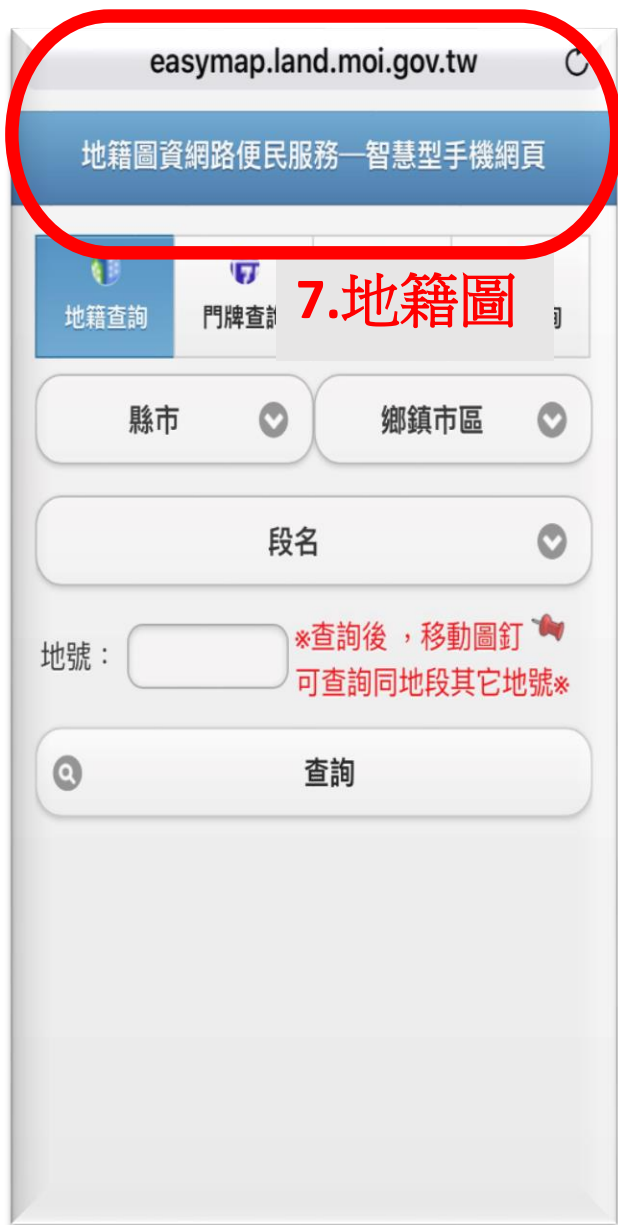 easymap.land.moi.gov.tw
地籍圖資網路便民服務—智慧型手機網頁
地籍查詢
門牌查詢
7.地籍圖
縣市
鄉鎮市區
段名
地號：
※查詢後 ，移動圖釘
可查詢同地段其它地號※
查詢